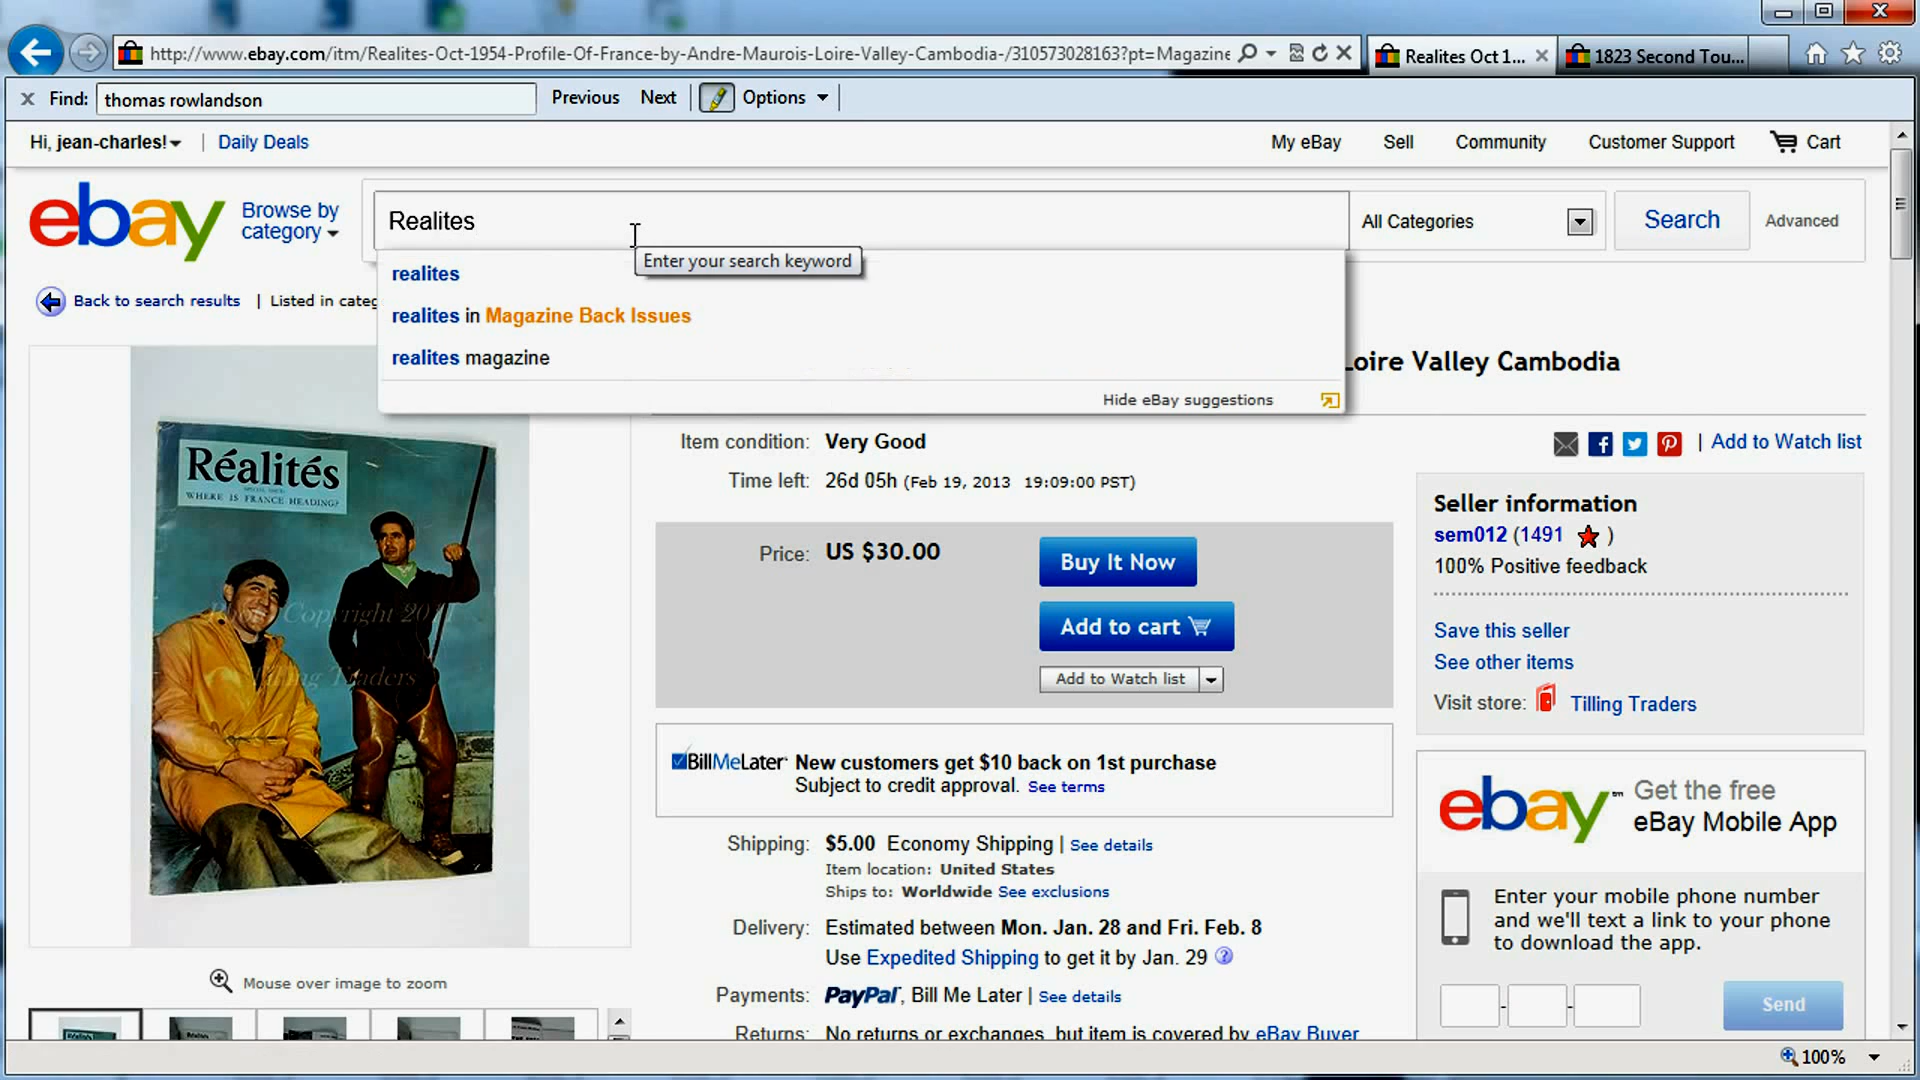 http://www.ebay.com/itm/Realites-Oct-1954-Profile-Of-France-by-Andre-Maurois-Loire-Valley-Cambodia-/310573028163?pt=Magazine
Realites Oct 1...
1823 Second Tou...
Find: thomas rowlandson Previous Next Options
Hi, jean-charles! | Daily Deals
My eBay Sell Community Customer Support Cart
ebay
Browse by
category
Realites
All Categories
Search
Advanced
Enter your search keyword
realites
realites in Magazine Back Issues
realites magazine
Hide eBay suggestions
Back to search results | Listed in categ
Loire Valley Cambodia
Réalités
WHERE IS FRANCE HEADING?
Copyright 2011
Tilling Traders
Mouse over image to zoom
Item condition: Very Good
Time left: 26d 05h (Feb 19, 2013 19:09:00 PST)
| Add to Watch list
Price: US $30.00
Buy It Now
Add to cart
Add to Watch list
BillMeLater New customers get $10 back on 1st purchase
Subject to credit approval. See terms
Shipping: $5.00 Economy Shipping | See details
Item location: United States
Ships to: Worldwide See exclusions
Delivery: Estimated between Mon. Jan. 28 and Fri. Feb. 8
Use Expedited Shipping to get it by Jan. 29 ?
Payments: PayPal, Bill Me Later | See details
Returns: No returns or exchanges, but item is covered by eBay Buyer
Seller information
sem012 (1491 )
100% Positive feedback
Save this seller
See other items
Visit store: Tilling Traders
ebay™ Get the free
eBay Mobile App
Enter your mobile phone number
and we'll text a link to your phone
to download the app.
- -
Send
100%